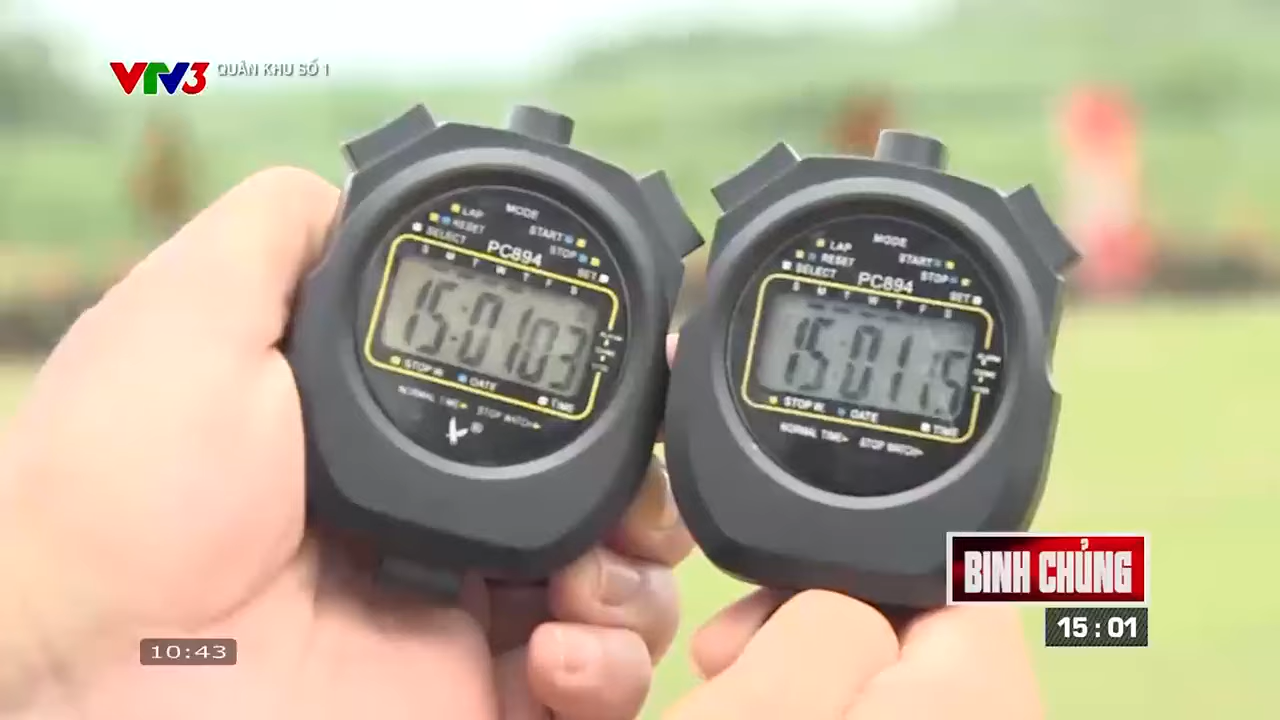 VTV3 QUÂN KHU SỐ 1
LAP MODE
RESET START
SELECT STOP
PC894 SET
S M T W T F S
15:01 03
STOP W. DATE TIME
NORMAL TIME STOP WATCH
LAP MODE
RESET START
SELECT STOP
PC894 SET
S M T W T F S
15:01 15
STOP W. DATE TIME
NORMAL TIME STOP WATCH
BINH CHỦNG
15 : 01
10:43